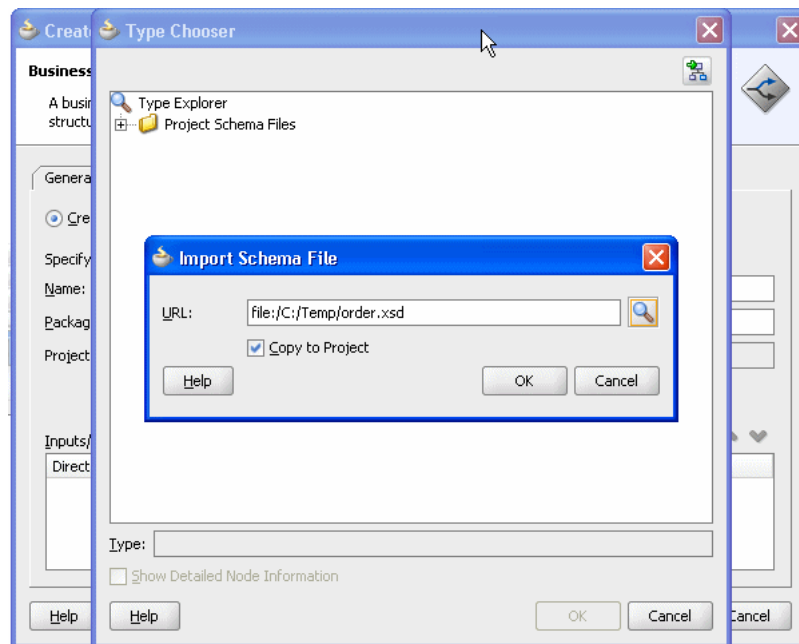 Creat
Type Chooser
Business
A busin
structu
Type Explorer
Project Schema Files
Genera
Cre
Specify
Name:
Packag
Project
Import Schema File
URL: file:/C:/Temp/order.xsd
Copy to Project
Help OK Cancel
Inputs/
Direct
Type:
Show Detailed Node Information
Help Help OK Cancel Cancel